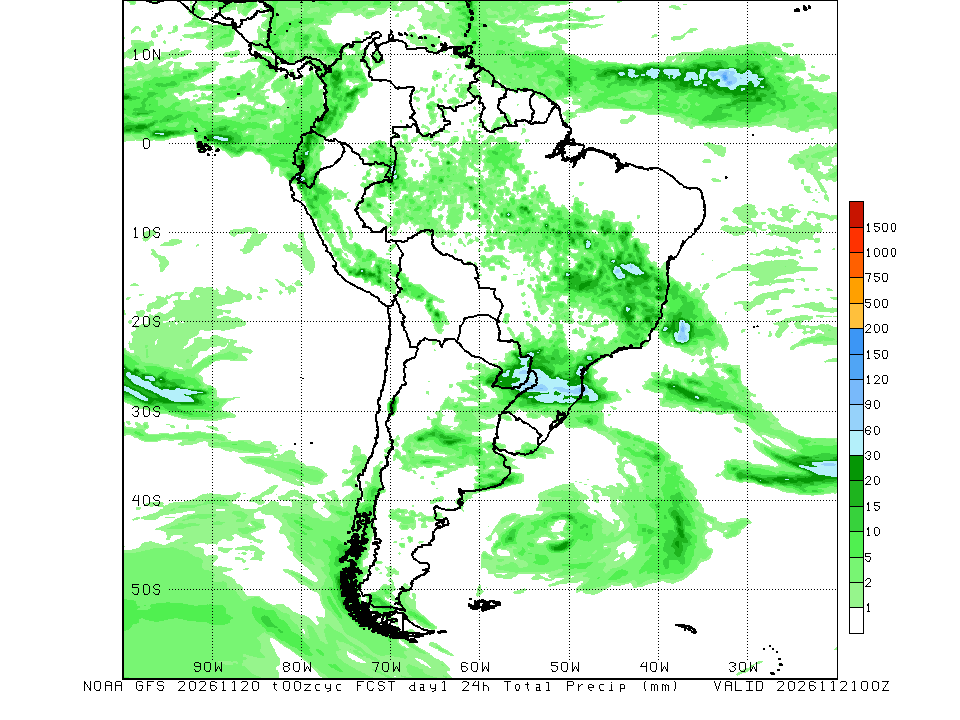 10N
0
10S
20S
30S
40S
50S
90W 80W 70W 60W 50W 40W 30W
1500
1000
750
500
200
150
120
90
60
30
20
15
10
5
2
1
NOAA GFS 20261120 t00zcyc FCST day1 24h Total Precip (mm) VALID 2026112100Z